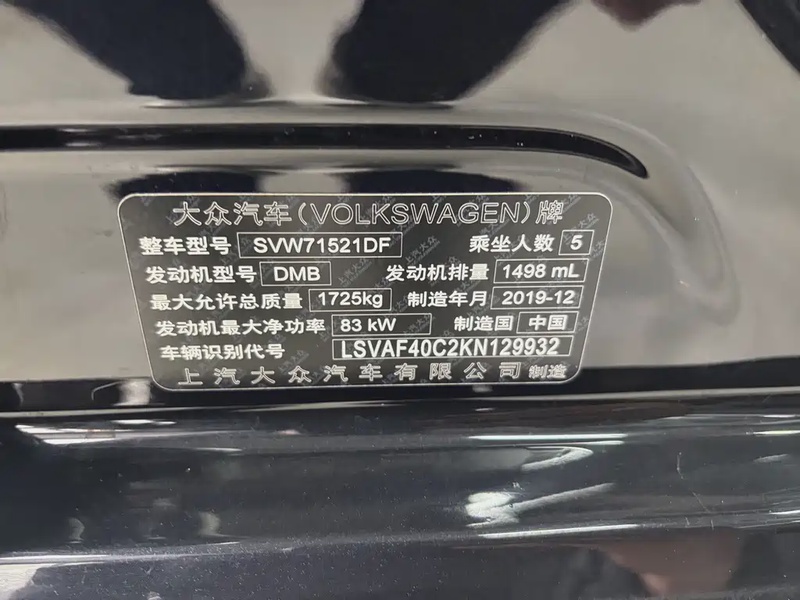 大众汽车(VOLKSWAGEN)牌
整车型号 SVW71521DF 乘坐人数 5
发动机型号 DMB 发动机排量 1498 mL
最大允许总质量 1725kg 制造年月 2019-12
发动机最大净功率 83 kW 制造国 中国
车辆识别代号 LSVAF40C2KN129932
上汽大众汽车有限公司 制造